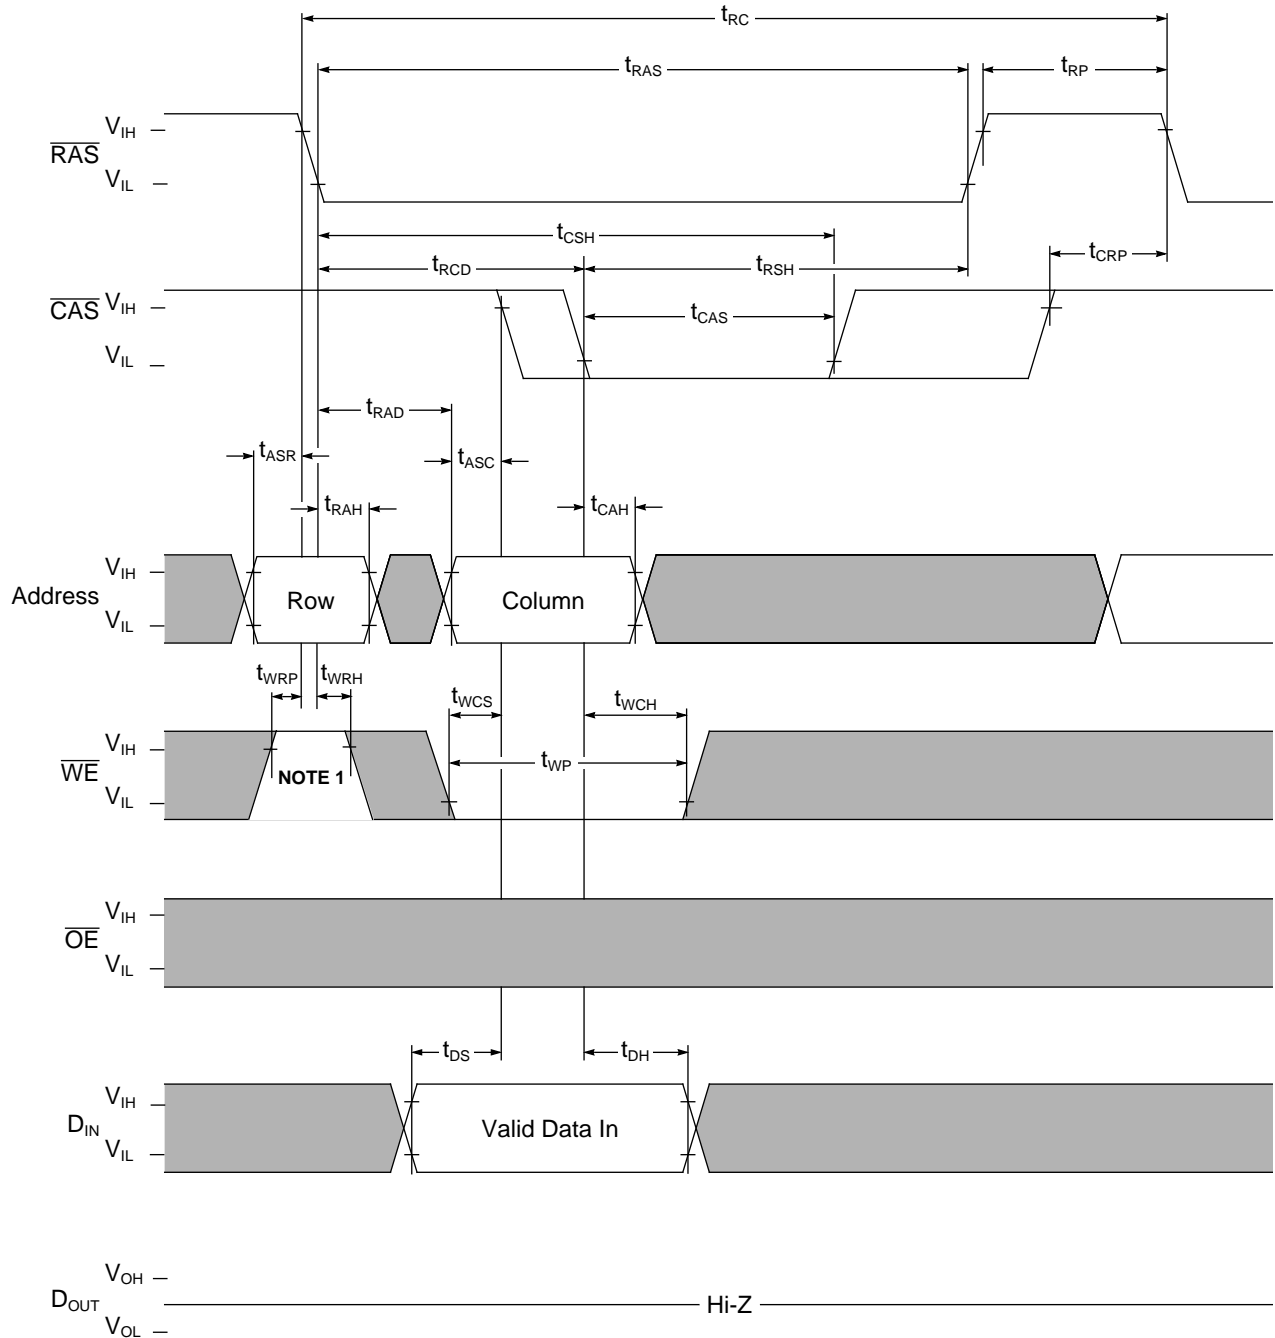 tRC
tRAS
tRP
VIH
RAS
VIL
tCSH
tRCD
tRSH
tCRP
CAS VIH
tCAS
VIL
tRAD
tASR
tASC
tRAH
tCAH
VIH
Address
Row
Column
VIL
tWRP
tWRH
tWCS
tWCH
VIH
WE
NOTE 1
tWP
VIL
VIH
OE
VIL
tDS
tDH
VIH
DIN
Valid Data In
VIL
VOH
DOUT
Hi-Z
VOL